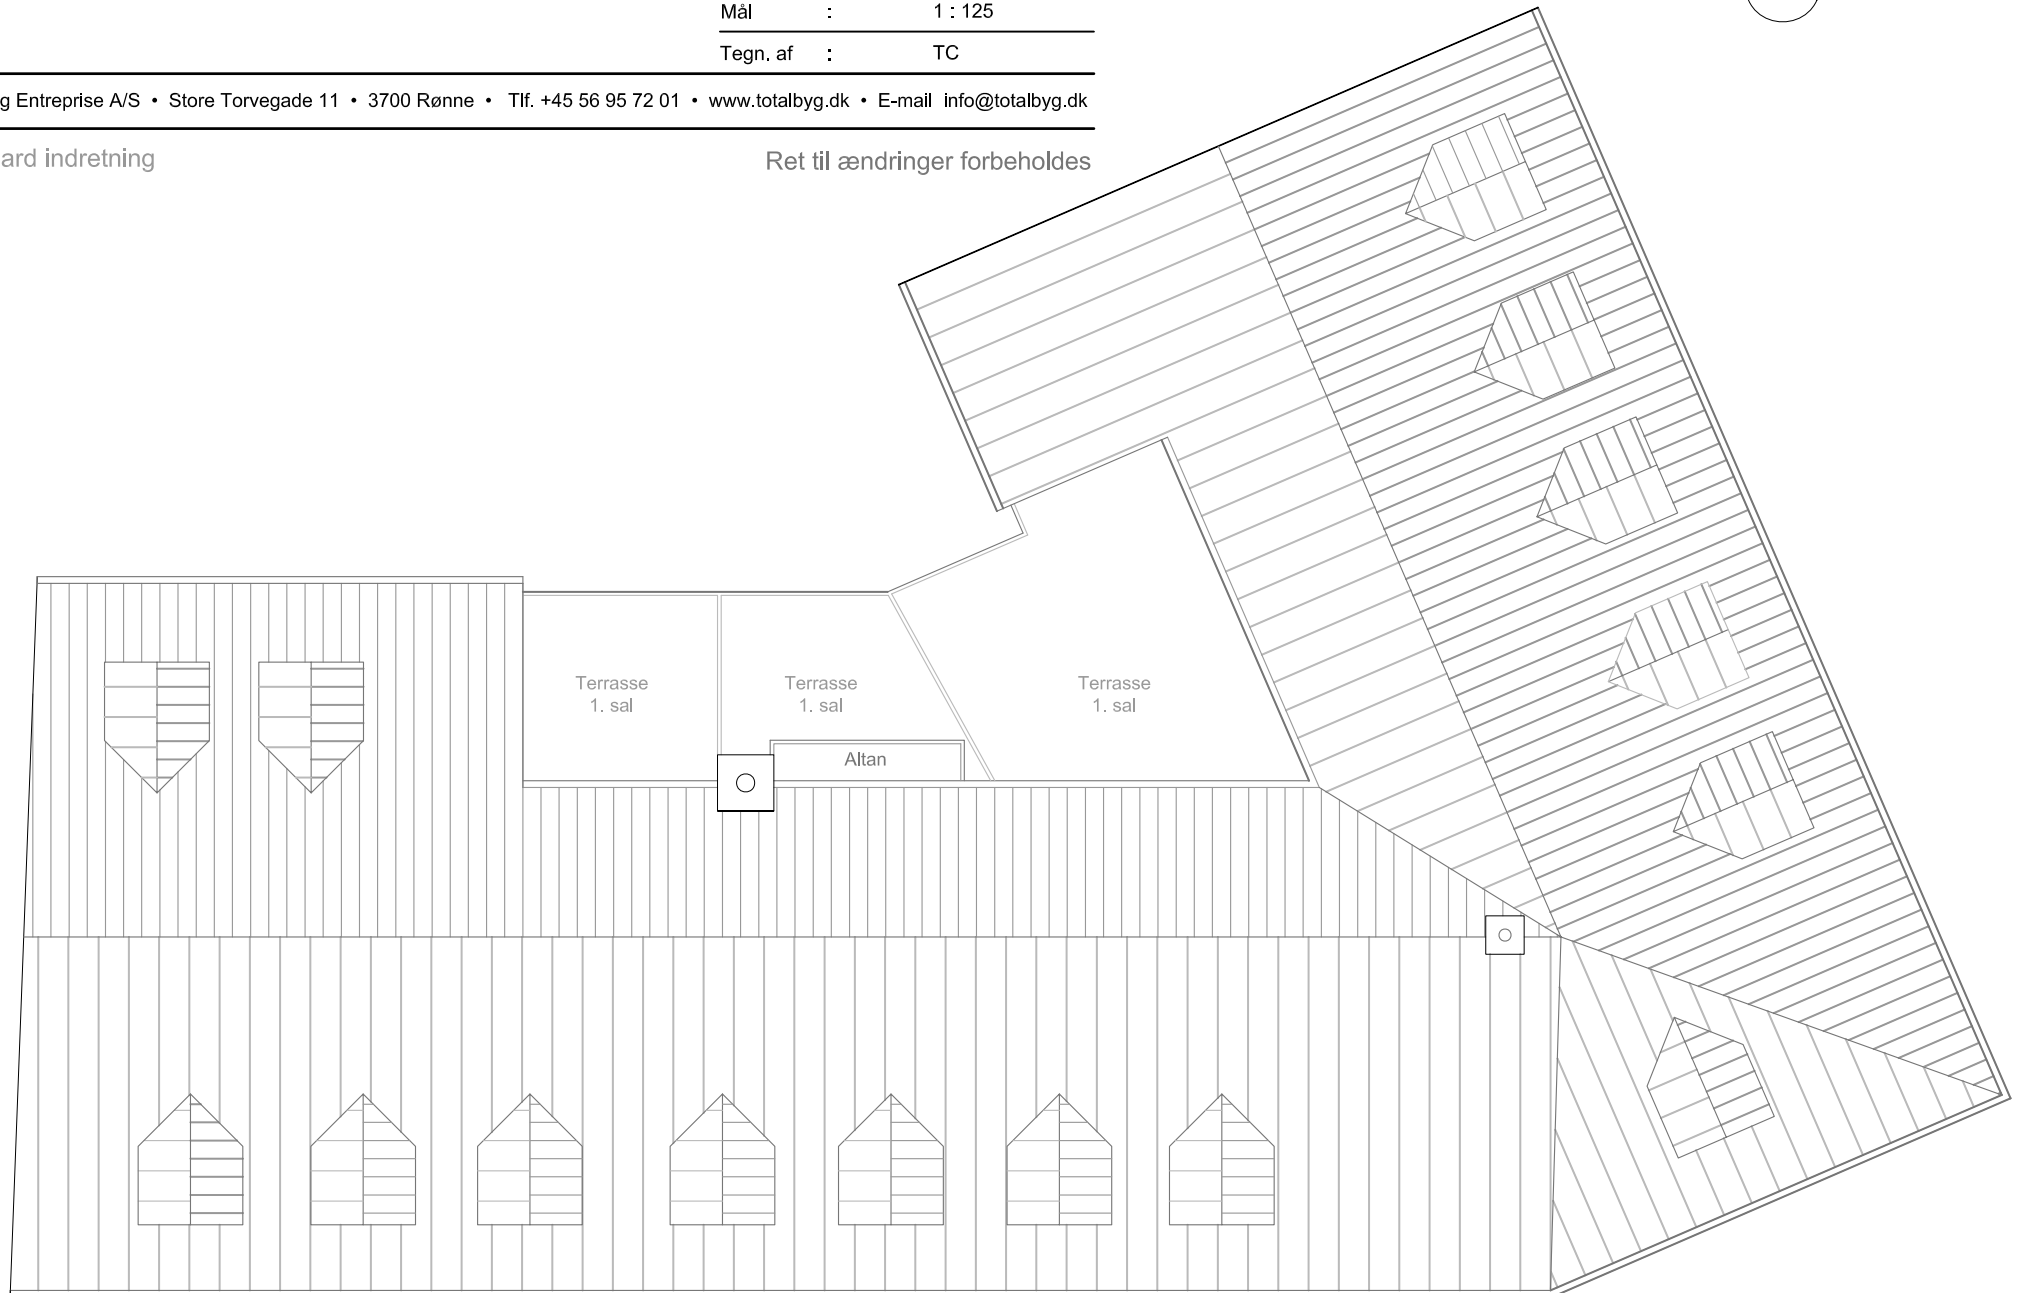 Mål : 1 : 125
Tegn. af : TC
g Entreprise A/S • Store Torvegade 11 • 3700 Rønne • Tlf. +45 56 95 72 01 • www.totalbyg.dk • E-mail info@totalbyg.dk
ard indretning
Ret til ændringer forbeholdes
Terrasse
1. sal
Terrasse
1. sal
Terrasse
1. sal
Altan